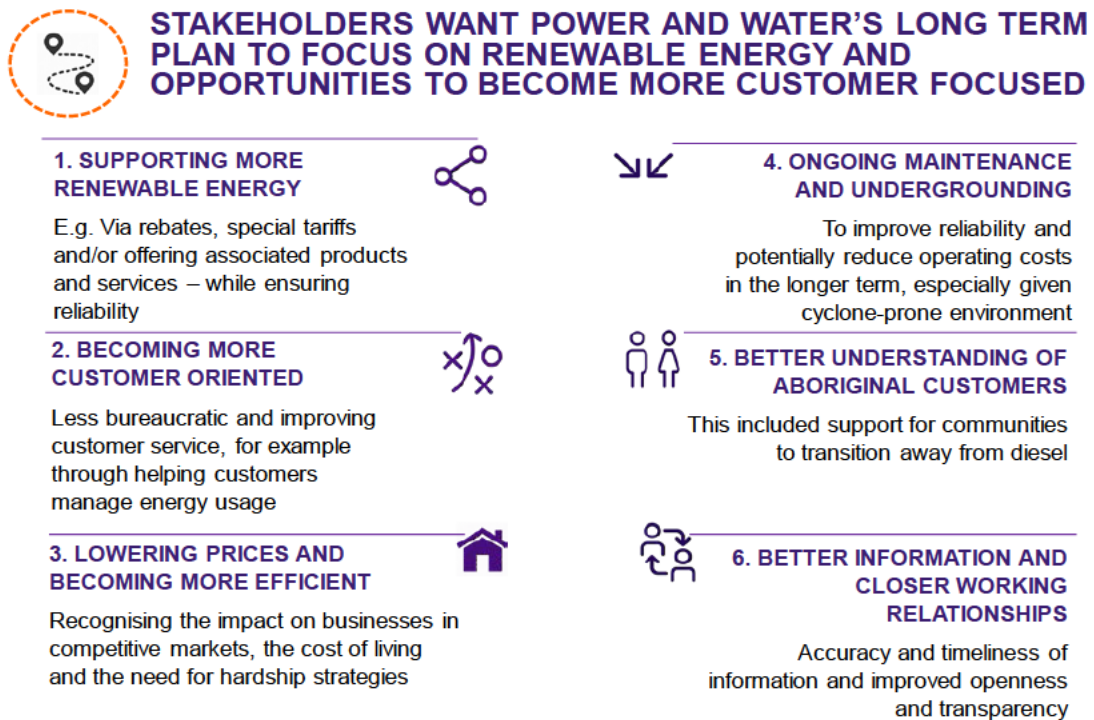 STAKEHOLDERS WANT POWER AND WATER'S LONG TERM
PLAN TO FOCUS ON RENEWABLE ENERGY AND
OPPORTUNITIES TO BECOME MORE CUSTOMER FOCUSED
1. SUPPORTING MORE
RENEWABLE ENERGY
E.g. Via rebates, special tariffs
and/or offering associated products
and services – while ensuring
reliability
2. BECOMING MORE
CUSTOMER ORIENTED
Less bureaucratic and improving
customer service, for example
through helping customers
manage energy usage
3. LOWERING PRICES AND
BECOMING MORE EFFICIENT
Recognising the impact on businesses in
competitive markets, the cost of living
and the need for hardship strategies
4. ONGOING MAINTENANCE
AND UNDERGROUNDING
To improve reliability and
potentially reduce operating costs
in the longer term, especially given
cyclone-prone environment
5. BETTER UNDERSTANDING OF
ABORIGINAL CUSTOMERS
This included support for communities
to transition away from diesel
6. BETTER INFORMATION AND
CLOSER WORKING
RELATIONSHIPS
Accuracy and timeliness of
information and improved openness
and transparency